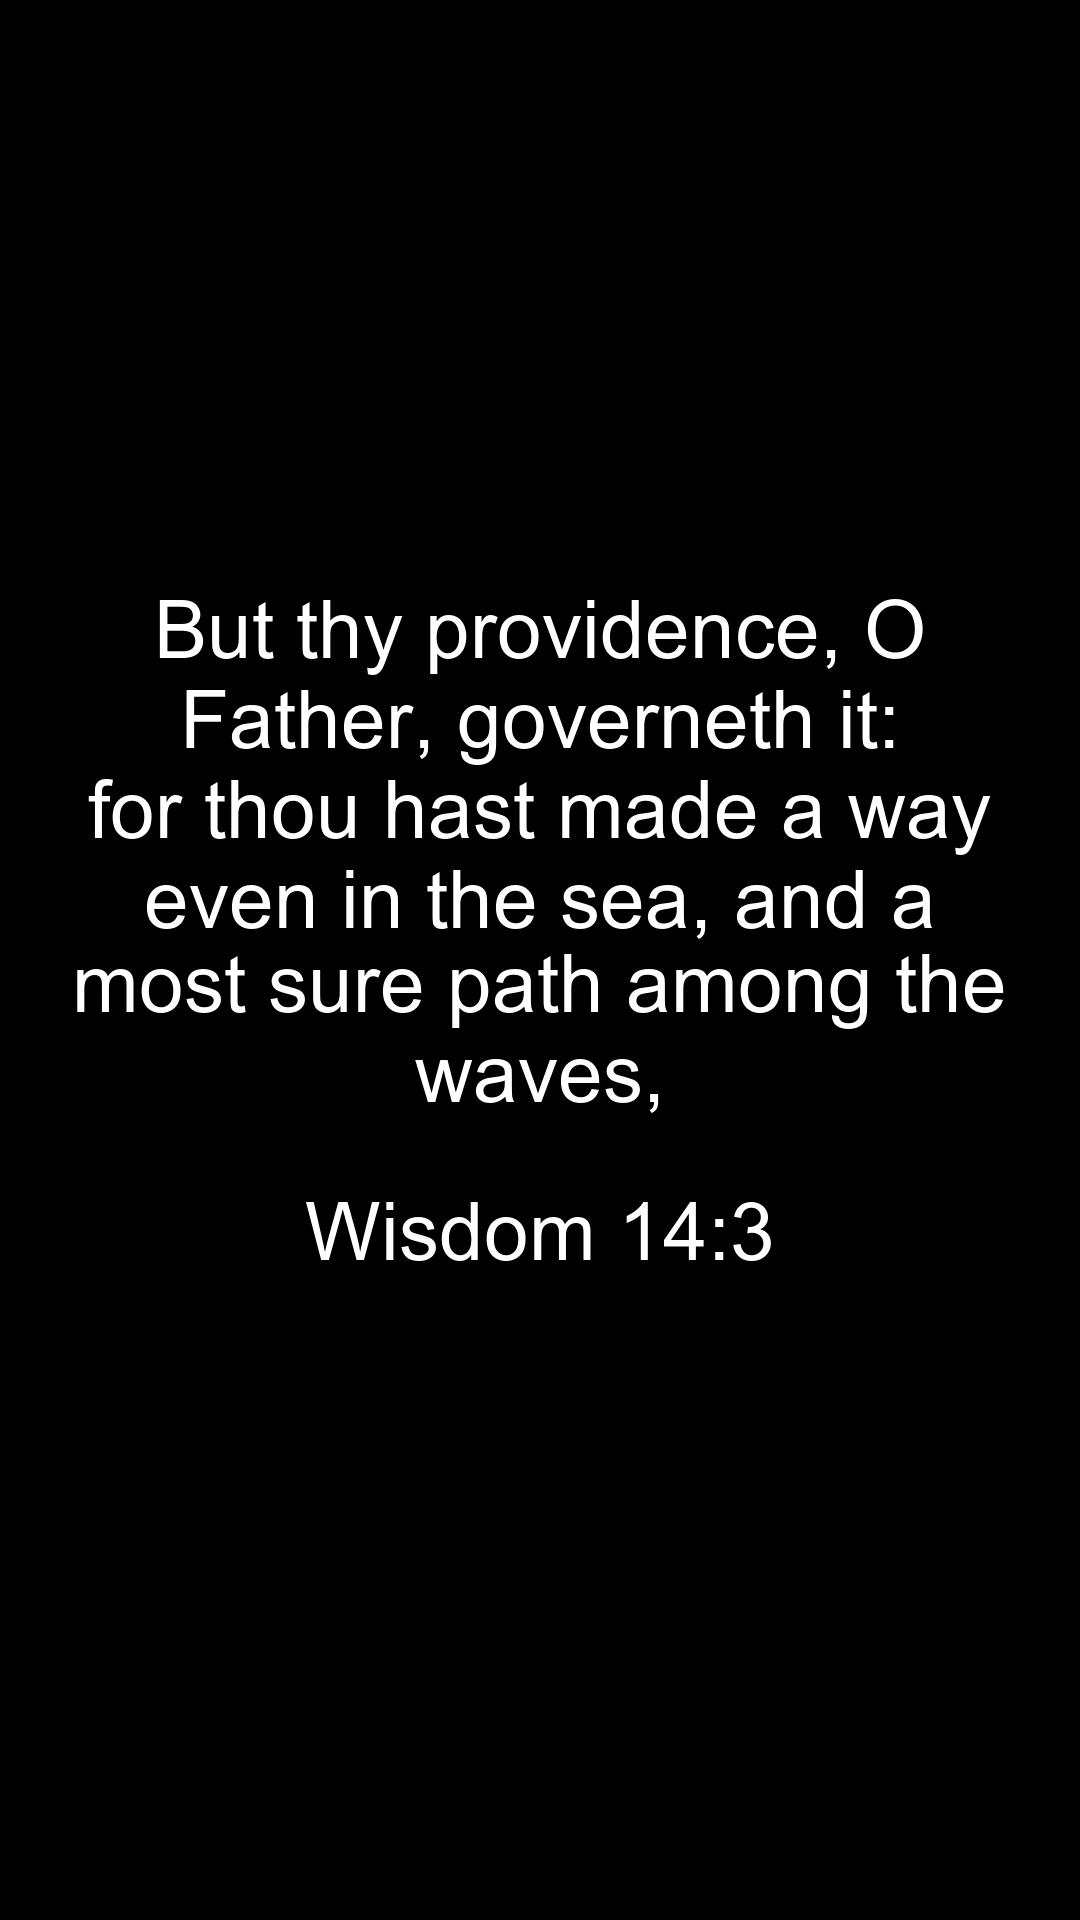 But thy providence, O
Father, governeth it:
for thou hast made a way
even in the sea, and a
most sure path among the
waves,
Wisdom 14:3